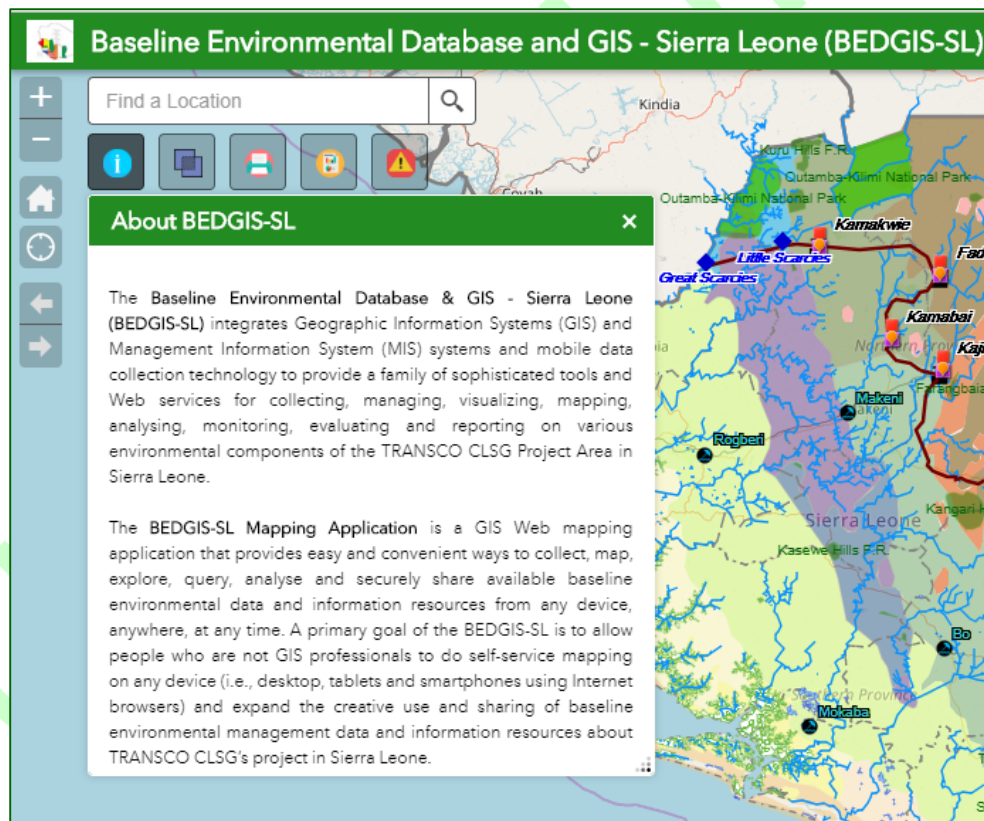 Baseline Environmental Database and GIS - Sierra Leone (BEDGIS-SL)
Find a Location
Kindia
Kuru Hills F.R.
Outamba-Kilimi National Park
Outamba-Kilimi National Park
Kamakwie
Little Scarcies
Great Scarcies
About BEDGIS-SL
The Baseline Environmental Database & GIS - Sierra Leone
(BEDGIS-SL) integrates Geographic Information Systems (GIS) and
Management Information System (MIS) systems and mobile data
collection technology to provide a family of sophisticated tools and
Web services for collecting, managing, visualizing, mapping,
analysing, monitoring, evaluating and reporting on various
environmental components of the TRANSCO CLSG Project Area in
Sierra Leone.
The BEDGIS-SL Mapping Application is a GIS Web mapping
application that provides easy and convenient ways to collect, map,
explore, query, analyse and securely share available baseline
environmental data and information resources from any device,
anywhere, at any time. A primary goal of the BEDGIS-SL is to allow
people who are not GIS professionals to do self-service mapping
on any device (i.e., desktop, tablets and smartphones using Internet
browsers) and expand the creative use and sharing of baseline
environmental management data and information resources about
TRANSCO CLSG's project in Sierra Leone.
Kamabai
Makeni
Rogberi
Sierra Leone
Kasewe Hills F.R.
Bo
Southern Province
Mokaba